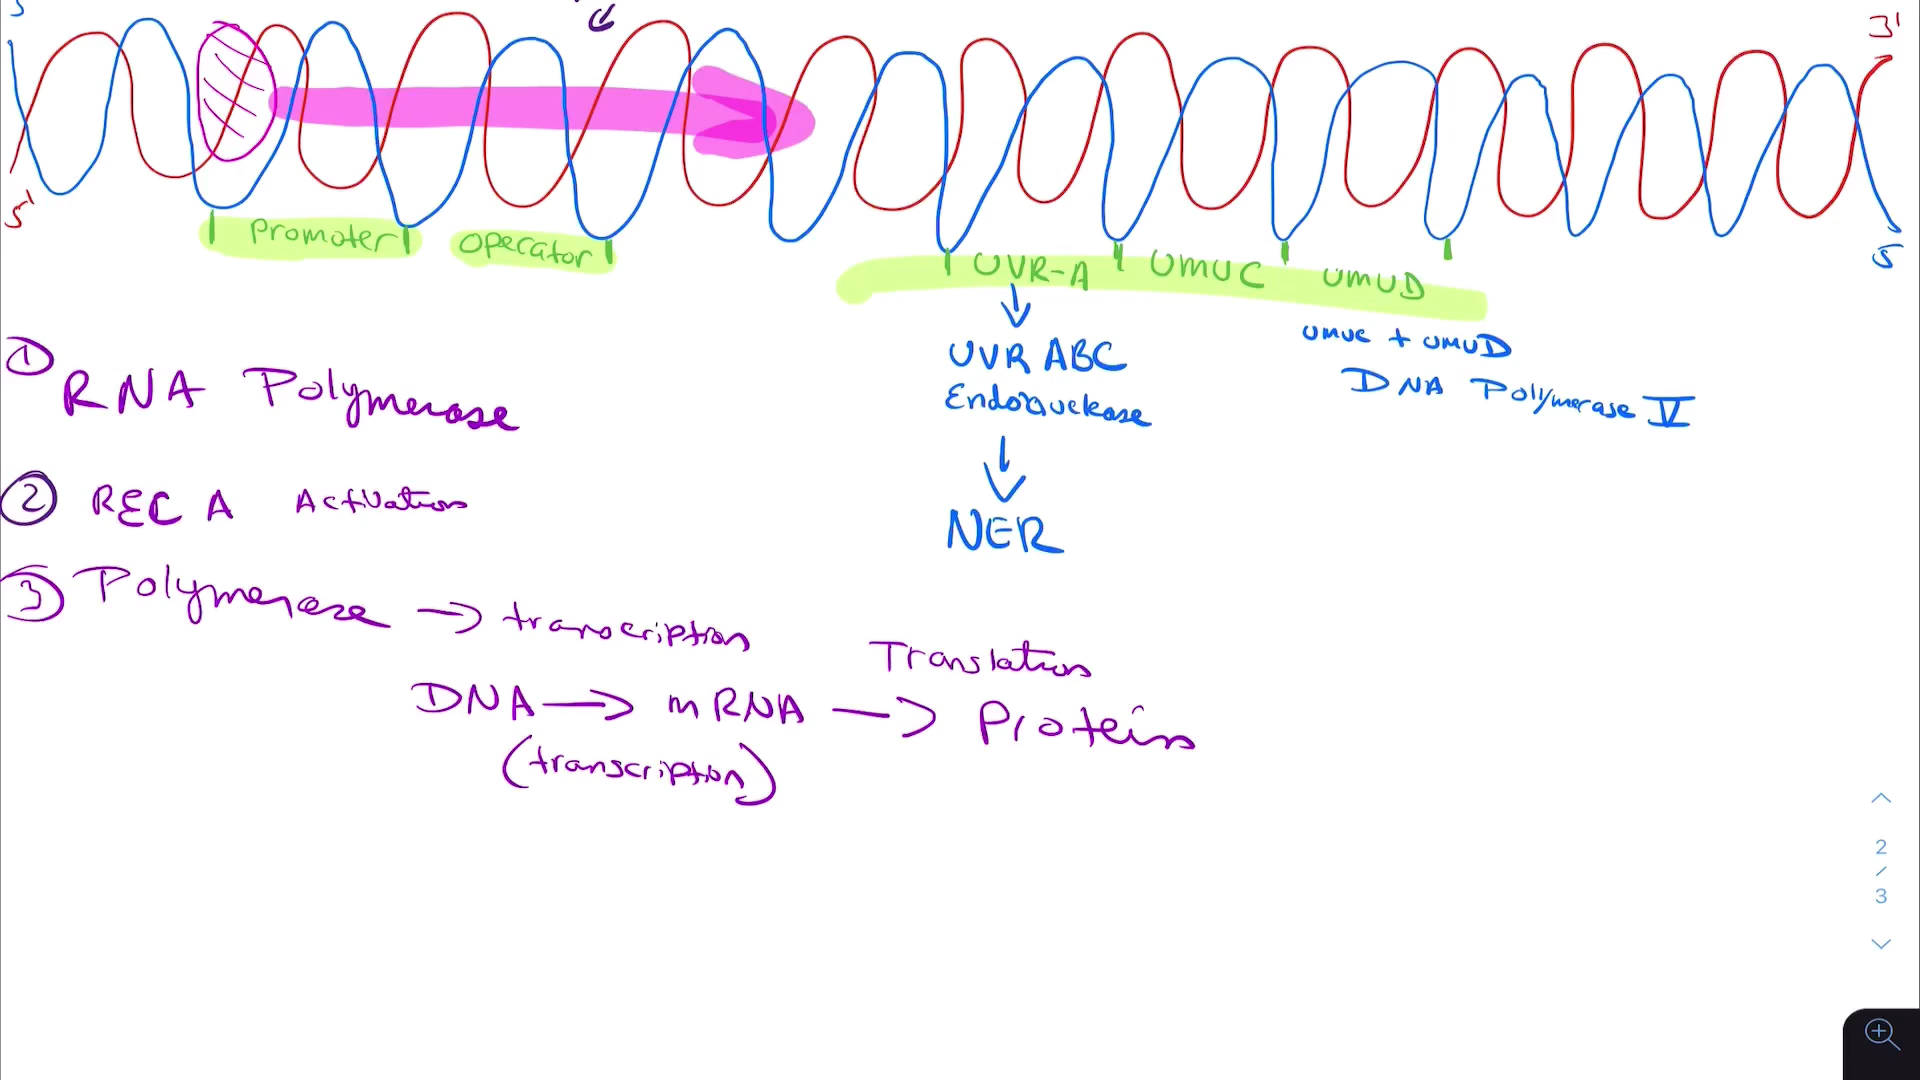 3'
5'
5
Promoter
operator
UVR-A
UMUC
UMUD
UVR ABC
Endonuclease
NER
UMUC + UMUD
DNA Polymerase V
① RNA Polymerase
② REC A Activation
③ Polymerase → transcription
Translation
DNA → mRNA → Proteins
(transcription)
2
/
3